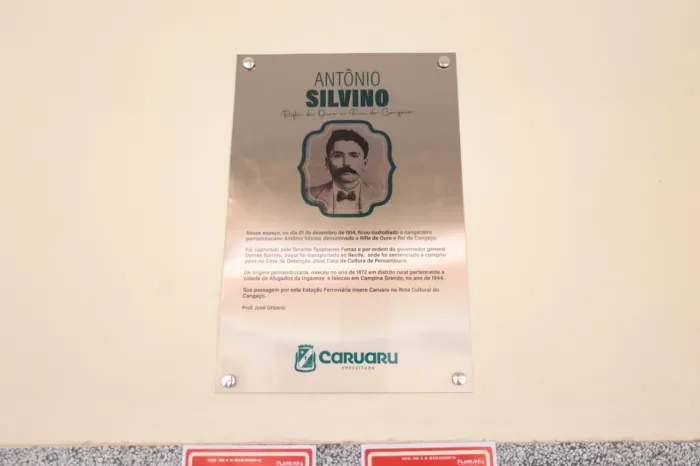 ANTÔNIO
SILVINO
Rifle de Ouro e Rei do Cangaço
Nesse espaço, no dia 01 de dezembro de 1914, ficou custodiado o cangaceiro
pernambucano Antônio Silvino, denominado o Rifle de Ouro e Rei do Cangaço.
Foi capturado pelo Tenente Teophanes Ferraz e por ordem do governador general
Dantas Barreto, daqui foi transportado ao Recife, onde foi sentenciado e cumpriu
pena na Casa de Detenção, atual Casa da Cultura de Pernambuco.
De origem pernambucana, nasceu no ano de 1872 em distrito rural pertencente a
cidade de Afogados da Ingazeira e faleceu em Campina Grande, no ano de 1944.
Sua passagem por esta Estação Ferroviária insere Caruaru na Rota Cultural do
Cangaço.
Prof. José Urbano
CARUARU
PREFEITURA